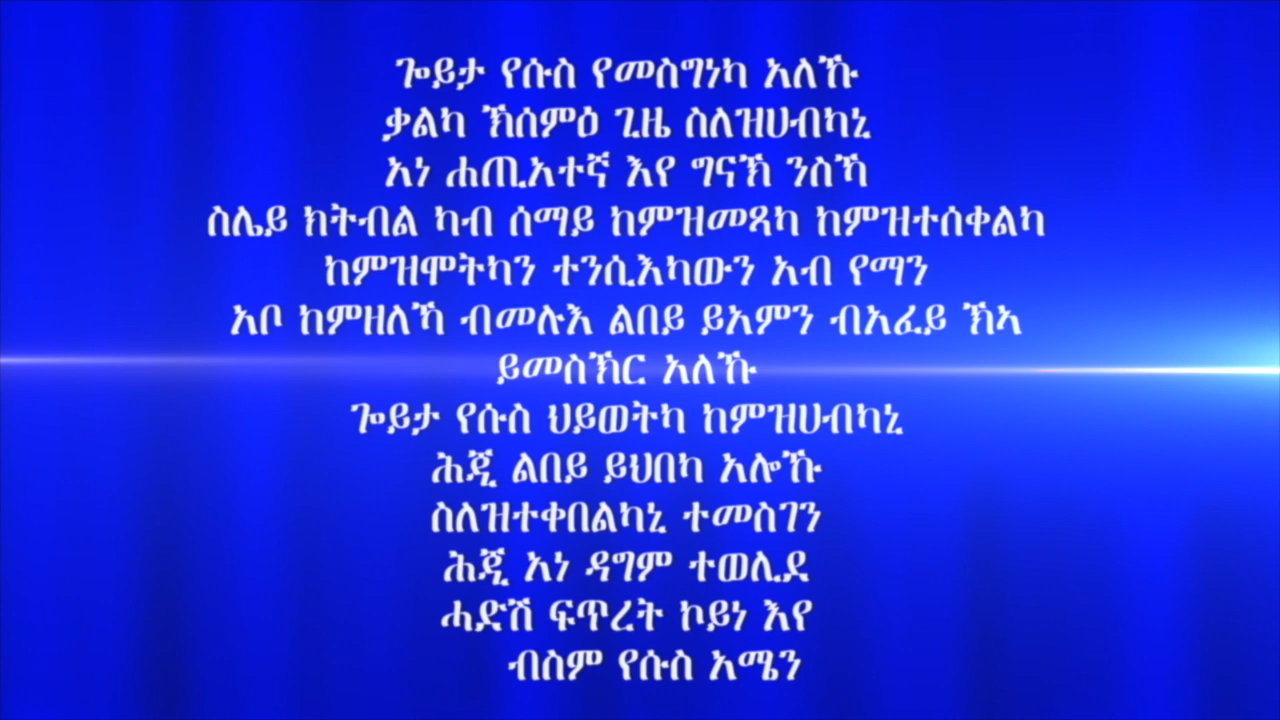 ጐይታ የሱስ የመስግነካ አለኹ
ቃልካ ኽሰምዕ ጊዜ ስለዝሀብካኒ
አነ ሐጢአተኛ እየ ግናኽ ንስኻ
ስሌይ ክትብል ካብ ሰማይ ከምዝመጻካ ከምዝተሰቀልካ
ከምዝሞትካን ተንሲእካውን አብ የማን
አቦ ከምዘለኻ ብመሉእ ልበይ ይአምን ብአፈይ ኽኣ
ይመስኽር አለኹ
ጐይታ የሱስ ህይወትካ ከምዝሀብካኒ
ሕጂ ልበይ ይህበካ አሎኹ
ስለዝተቀበልካኒ ተመስገን
ሕጂ አነ ዳግም ተወሊደ
ሓድሽ ፍጥረት ኮይነ እየ
ብስም የሱስ አሜን